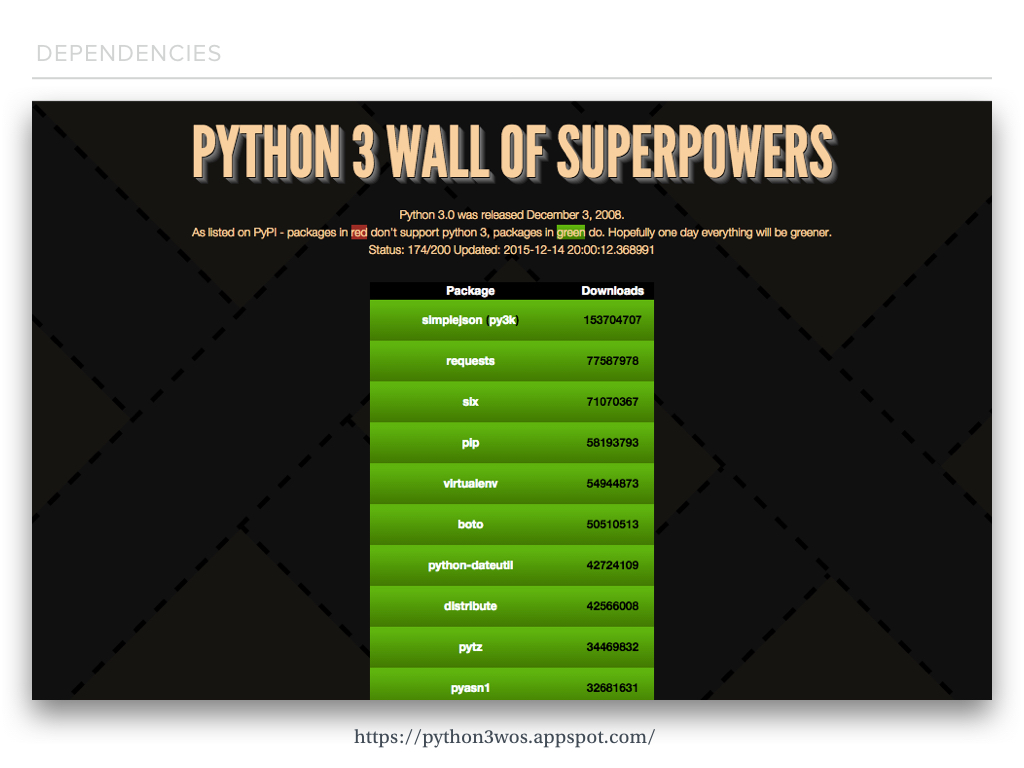 DEPENDENCIES
PYTHON 3 WALL OF SUPERPOWERS
Python 3.0 was released December 3, 2008.
As listed on PyPI - packages in red don't support python 3, packages in green do. Hopefully one day everything will be greener.
Status: 174/200 Updated: 2015-12-14 20:00:12.368991
Package Downloads
simplejson (py3k) 153704707
requests 77587978
six 71070367
pip 58193793
virtualenv 54944873
boto 50510513
python-dateutil 42724109
distribute 42566008
pytz 34469832
pyasn1 32681631
https://python3wos.appspot.com/